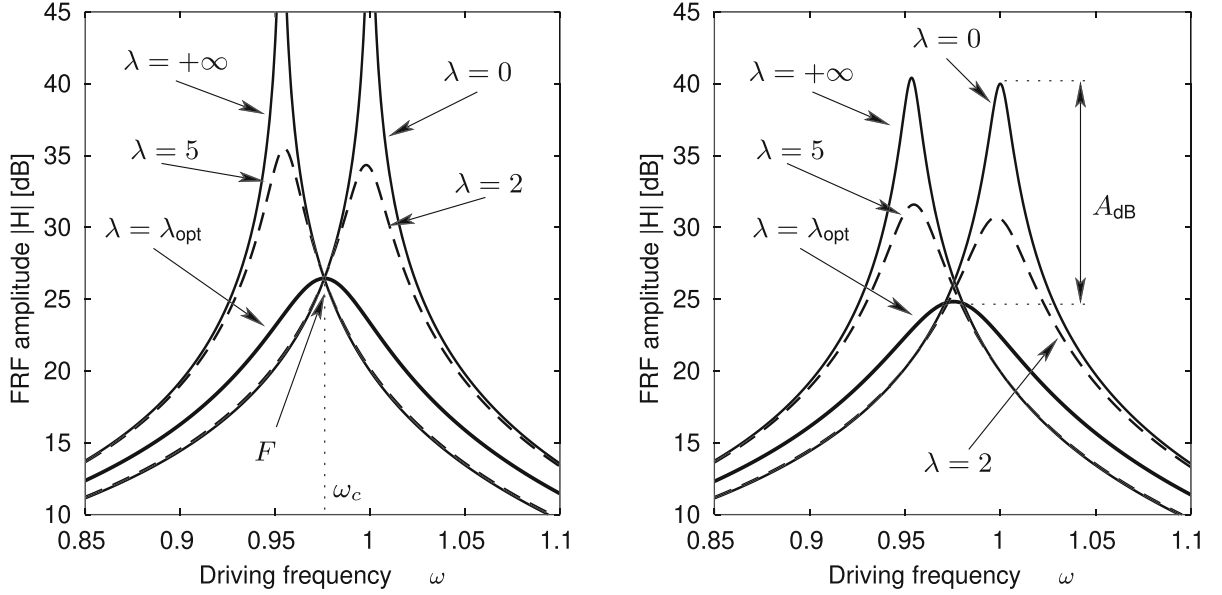 45
40
35
30
25
20
15
10
0.85
0.9
0.95
1
1.05
1.1
FRF amplitude |H| [dB]
Driving frequency ω
λ = +∞
λ = 0
λ = 5
λ = 2
λ = λopt
F
ωc
45
40
35
30
25
20
15
10
0.85
0.9
0.95
1
1.05
1.1
FRF amplitude |H| [dB]
Driving frequency ω
λ = 0
λ = +∞
λ = 5
λ = λopt
AdB
λ = 2